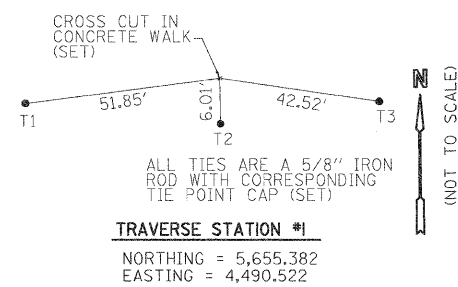 CROSS CUT IN
CONCRETE WALK
(SET)
51.85'
6.01'
42.52'
T1
T2
T3
N
(NOT TO SCALE)
ALL TIES ARE A 5/8" IRON
ROD WITH CORRESPONDING
TIE POINT CAP (SET)
TRAVERSE STATION #1
NORTHING = 5,655.382
EASTING = 4,490.522